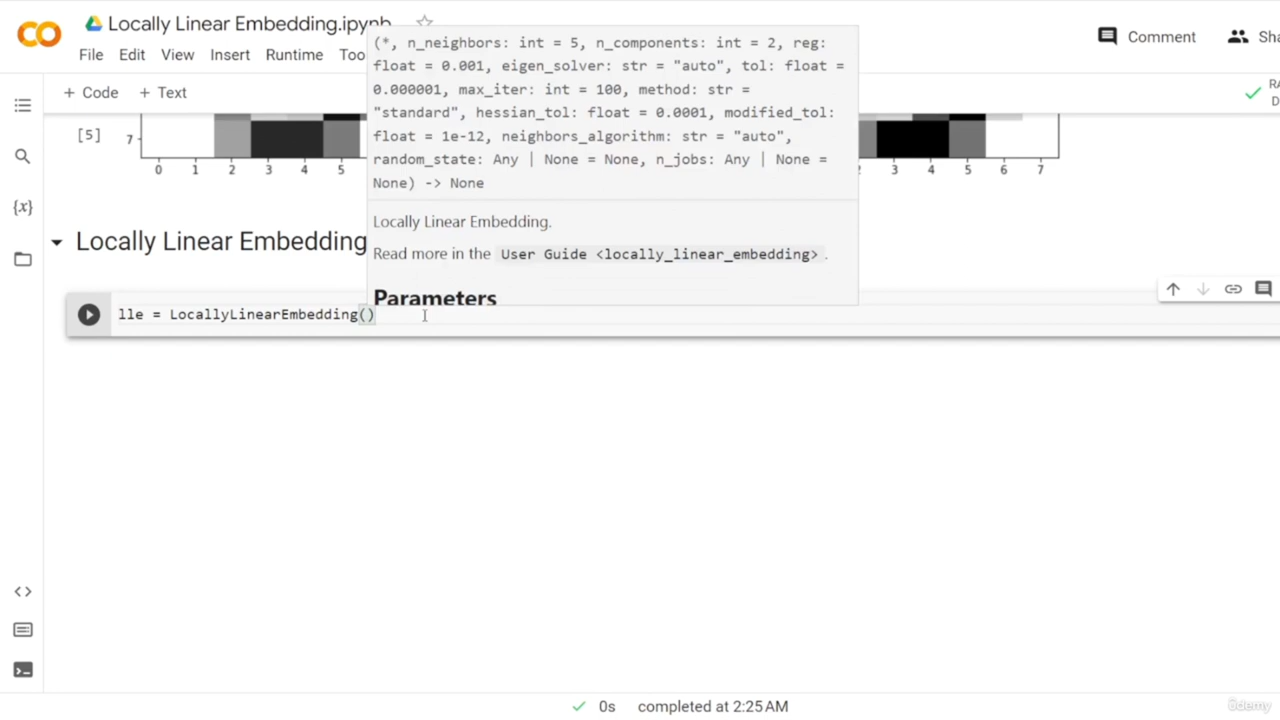 Locally Linear Embedding.ipynb
File Edit View Insert Runtime Too
Comment
Sha
+ Code + Text
RA
D
(*, n_neighbors: int = 5, n_components: int = 2, reg:
float = 0.001, eigen_solver: str = "auto", tol: float =
0.000001, max_iter: int = 100, method: str =
"standard", hessian_tol: float = 0.0001, modified_tol:
float = 1e-12, neighbors_algorithm: str = "auto",
random_state: Any | None = None, n_jobs: Any | None =
None) -> None
Locally Linear Embedding.
Read more in the User Guide <locally_linear_embedding> .
Parameters
[5]
7
0 1 2 3 4 5 2 3 4 5 6 7
Locally Linear Embedding
lle = LocallyLinearEmbedding()
{x}
0s completed at 2:25 AM
ûdemy